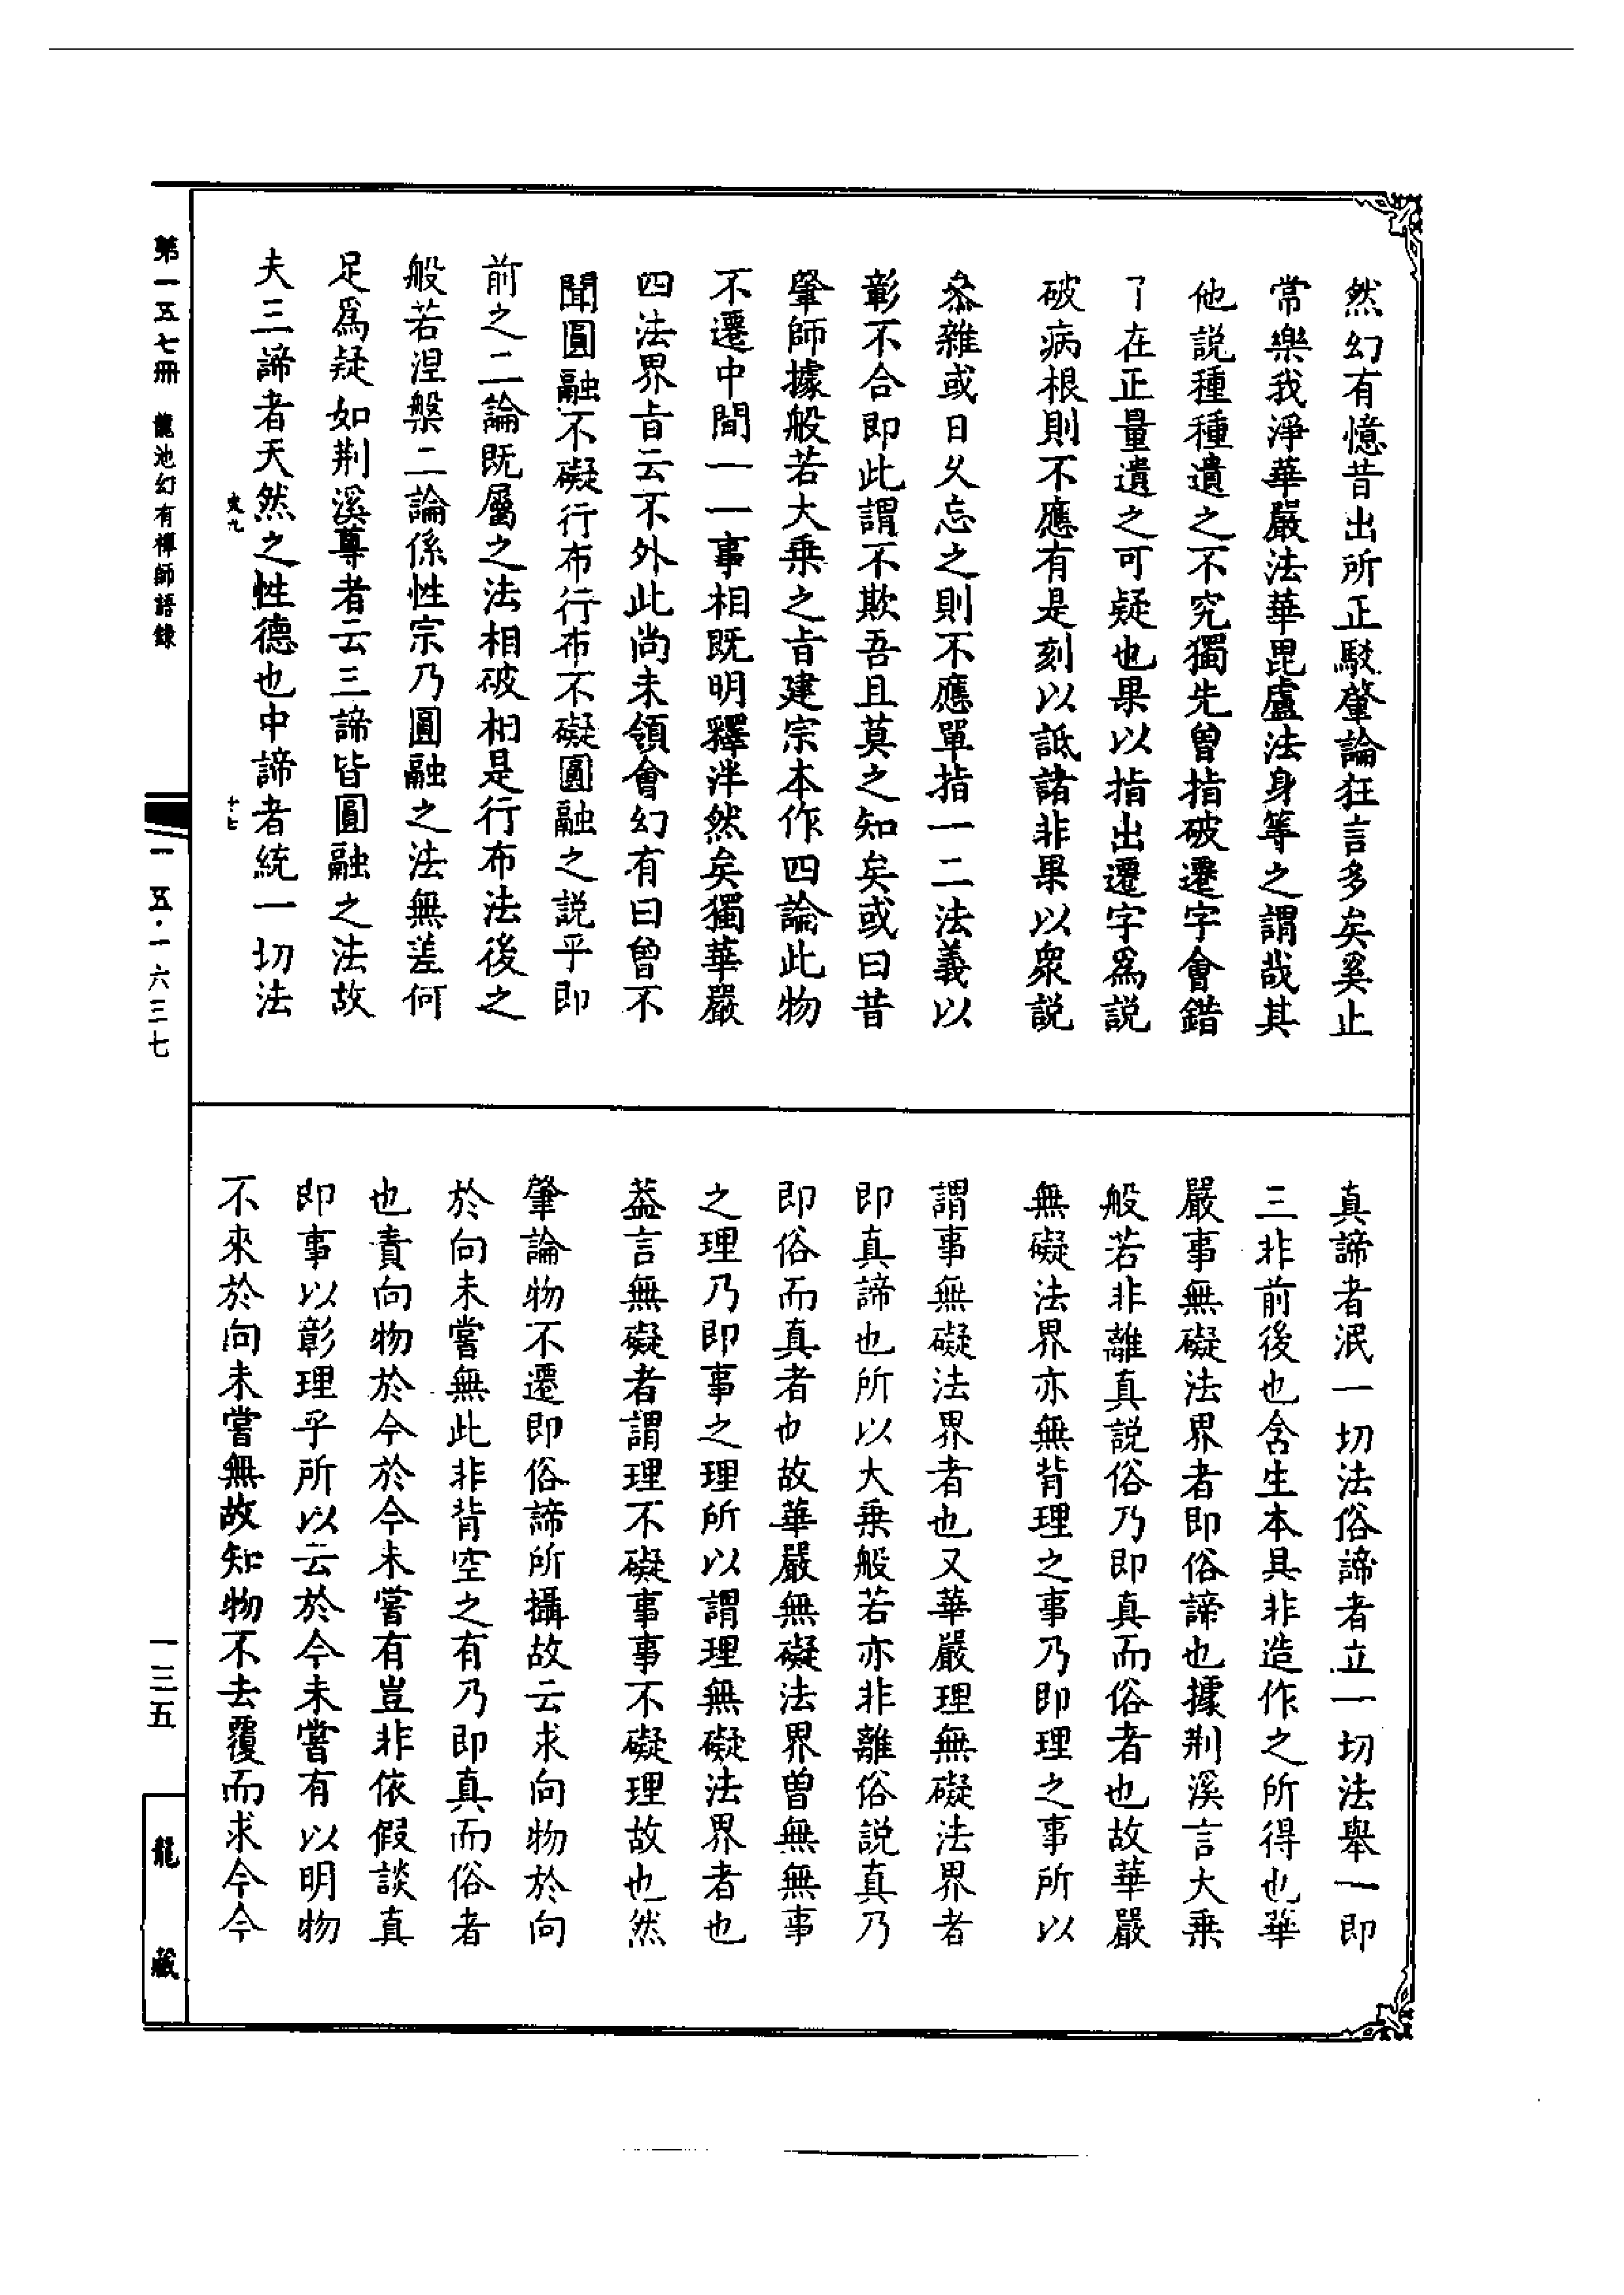 然幻有憶昔出所正駁肇論狂言多矣奚止
常樂我淨華嚴法華毘盧法身等之謂哉其
他説種種遺之不究獨先曾指破遷字會錯
了在正量遺之可疑也果以指出遷字爲説
破病根則不應有是刻以詆諸非果以衆説
叅雜或日乆忘之則不應單指一二法義以
彰不合即此謂不欺吾且莫之知矣或曰昔
肇師據般若大乗之㫖建宗本作四論此物
不遷中間一一事相既明釋泮然矣獨華嚴
四法界㫖云不外此尚未領會幻有曰曾不
聞圓融不礙行布行布不礙圓融之説乎即
前之二論既屬之法相破相是行布法後之
般若涅槃二論係性宗乃圓融之法無差何
足爲疑如荆溪尊者云三諦皆圓融之法故
夫三諦者天然之性德也中諦者統一切法
真諦者泯一切法俗諦者立一切法舉一即
三非前後也含生本具非造作之所得也華
嚴事無礙法界者即俗諦也據荆溪言大乗
般若非離真説俗乃即真而俗者也故華嚴
無礙法界亦無背理之事乃即理之事所以
謂事無礙法界者也又華嚴理無礙法界者
即真諦也所以大乗般若亦非離俗説真乃
即俗而真者也故華嚴無礙法界曾無無事
之理乃即事之理所以謂理無礙法界者也
葢言無礙者謂理不礙事事不礙理故也然
肇論物不遷即俗諦所攝故云求向物於向
於向未嘗無此非背空之有乃即真而俗者
也責向物於今於今未嘗有豈非依假談真
即事以彰理乎所以云於今未嘗有以明物
不來於向未嘗無故知物不去覆而求今今
第一五七冊 龍池幻有禪師語錄
十七
一五·一六三七
一三五
龍藏